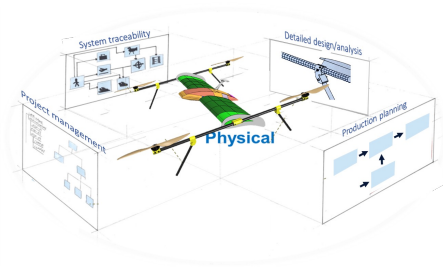 System traceability
Detailed design/analysis
Project management
Physical
Production planning